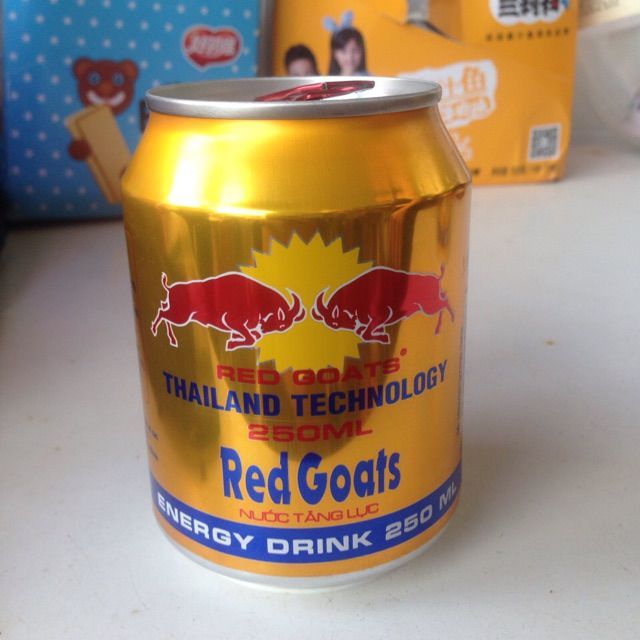 RED GOATS
THAILAND TECHNOLOGY
250ML
Red Goats
NƯỚC TĂNG LỰC
ENERGY DRINK 250 ML